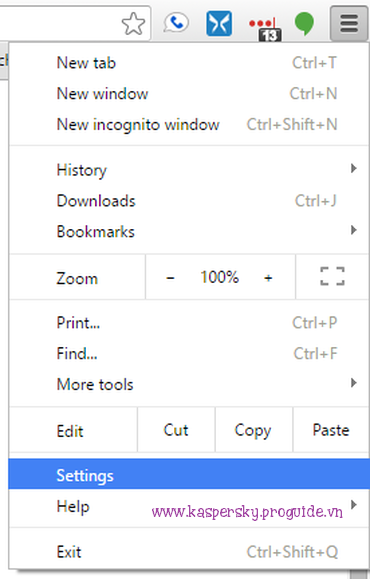 13
New tab Ctrl+T
New window Ctrl+N
New incognito window Ctrl+Shift+N
History
Downloads Ctrl+J
Bookmarks
Zoom − 100% +
Print... Ctrl+P
Find... Ctrl+F
More tools
Edit Cut Copy Paste
Settings
Help www.kaspersky.proguide.vn
Exit Ctrl+Shift+Q